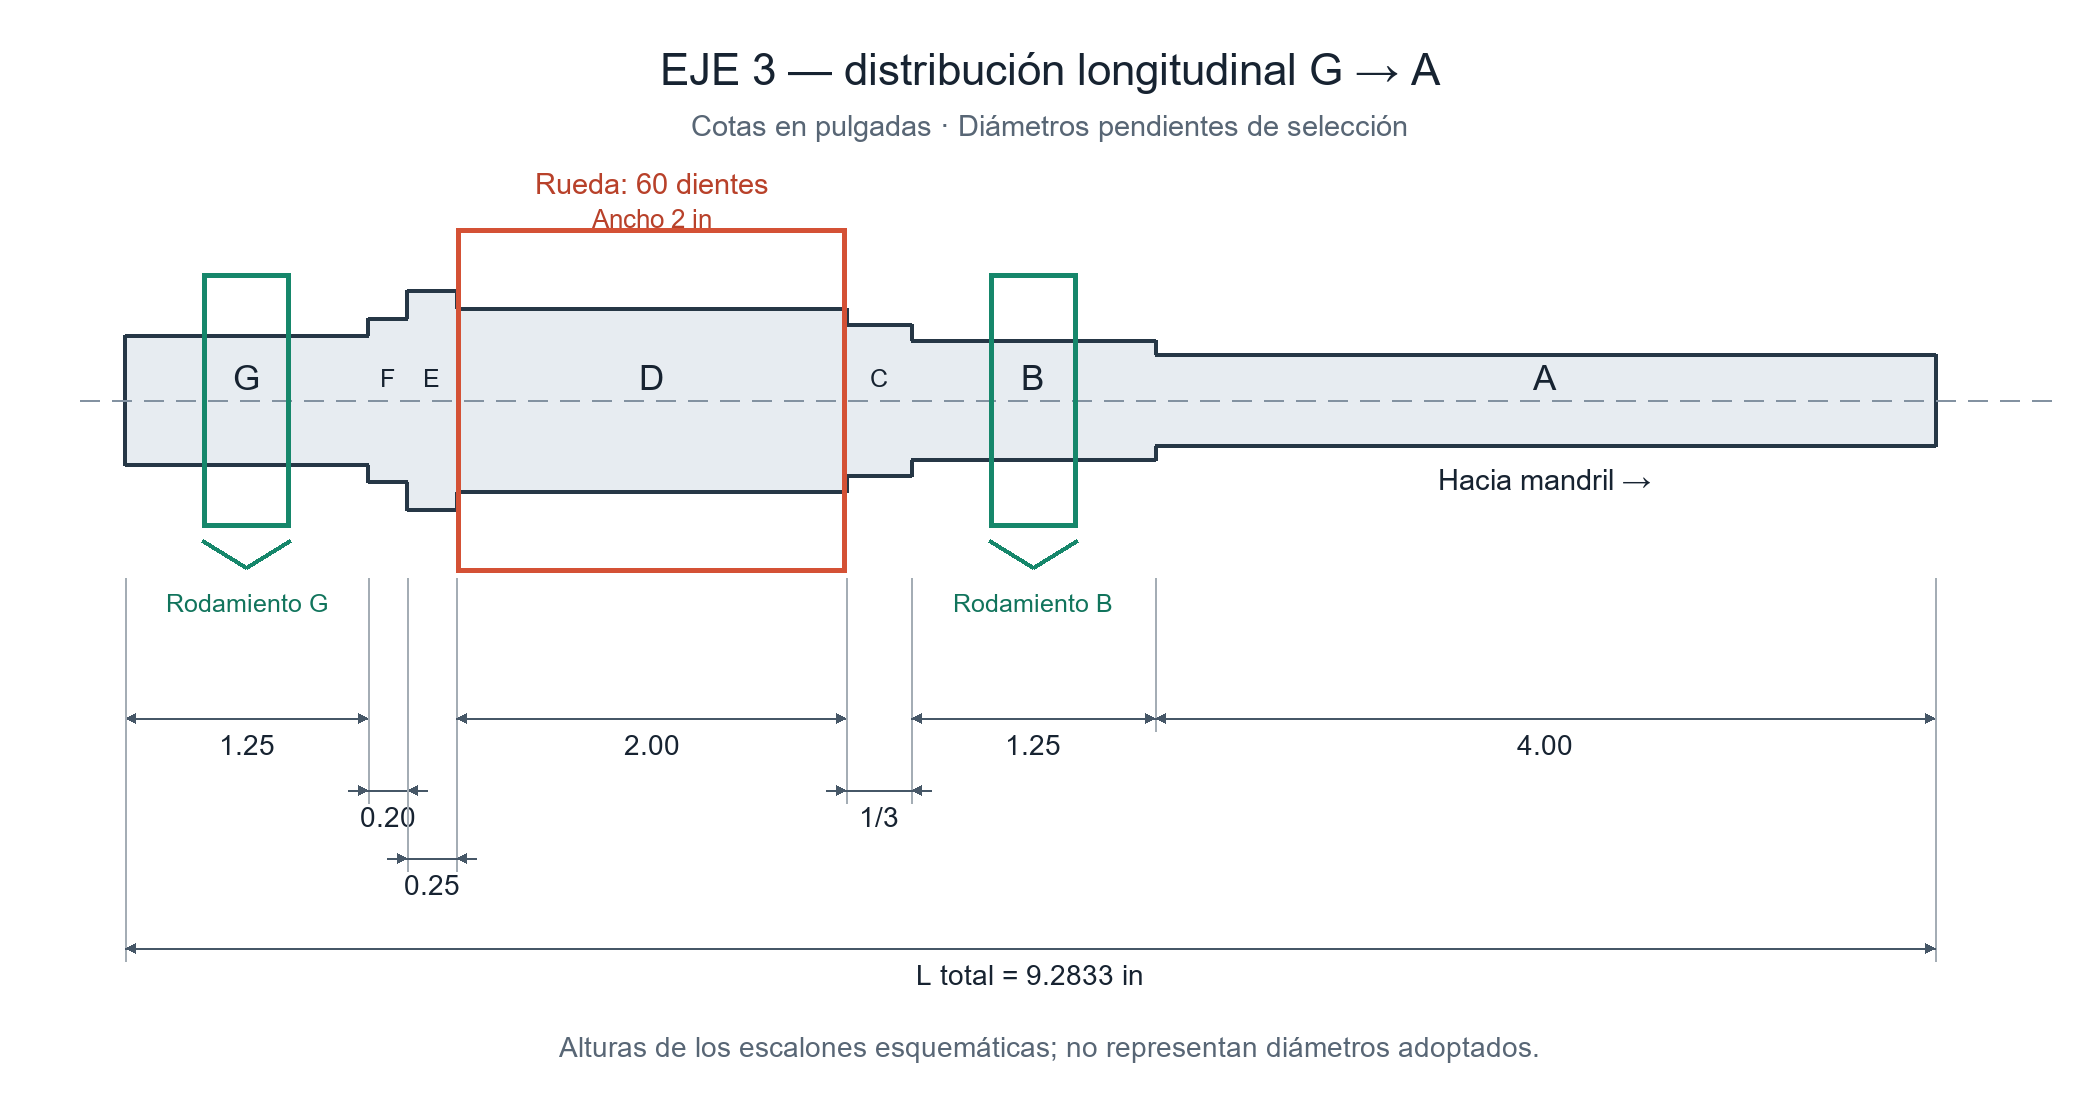 EJE 3 — distribución longitudinal G → A
Cotas en pulgadas · Diámetros pendientes de selección
Rueda: 60 dientes
Ancho 2 in
G
F
E
D
C
B
A
Hacia mandril →
Rodamiento G
Rodamiento B
1.25
2.00
1.25
4.00
0.20
1/3
0.25
L total = 9.2833 in
Alturas de los escalones esquemáticas; no representan diámetros adoptados.